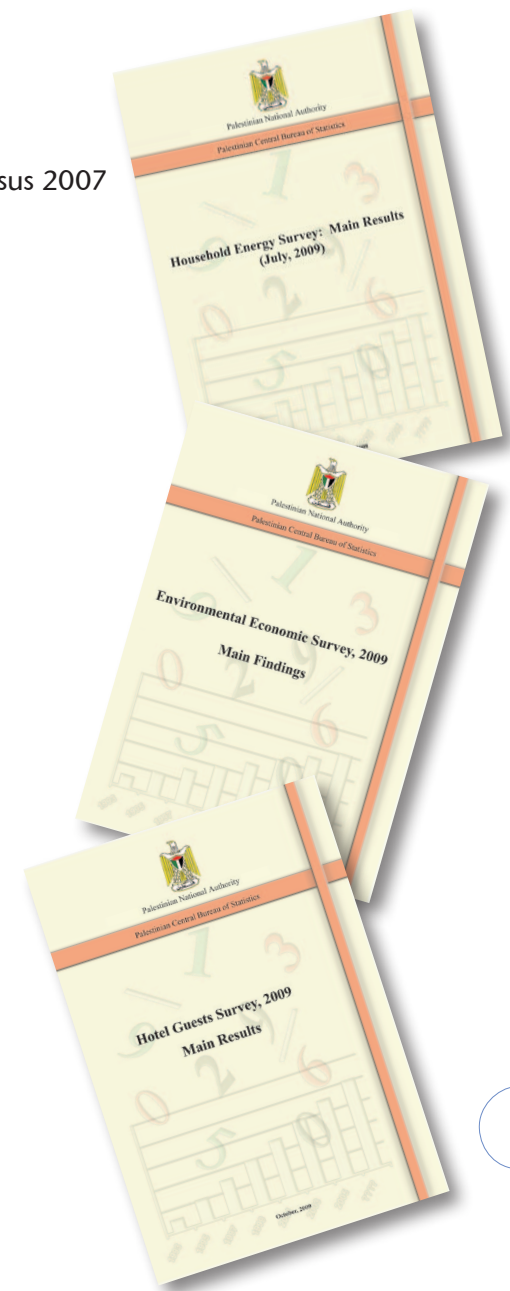 sus 2007
Palestinian National Authority
Palestinian Central Bureau of Statistics
Household Energy Survey: Main Results
(July, 2009)
Palestinian National Authority
Palestinian Central Bureau of Statistics
Environmental Economic Survey, 2009
Main Findings
Palestinian National Authority
Palestinian Central Bureau of Statistics
Hotel Guests Survey, 2009
Main Results
October, 2009